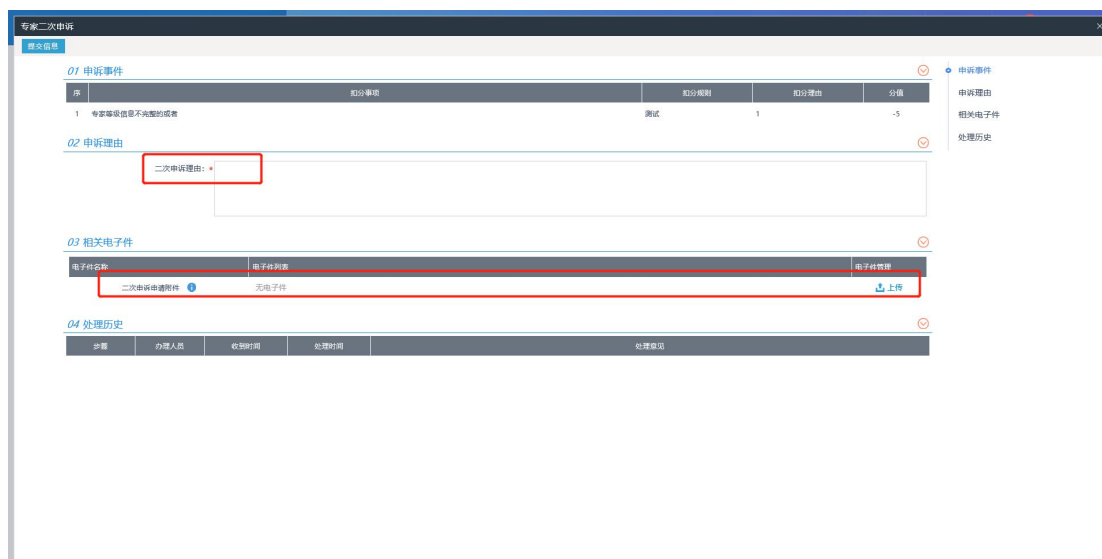 专家二次申诉
×
提交信息
01 申诉事件
序 扣分事项 扣分规则 扣分理由 分值
1 专家等级信息不完整的或者 测试 1 -5
02 申诉理由
二次申诉理由：*
03 相关电子件
电子件名称 电子件列表 电子件管理
二次申诉申请附件 无电子件 上传
04 处理历史
步骤 办理人员 收到时间 处理时间 处理意见
申诉事件
申诉理由
相关电子件
处理历史